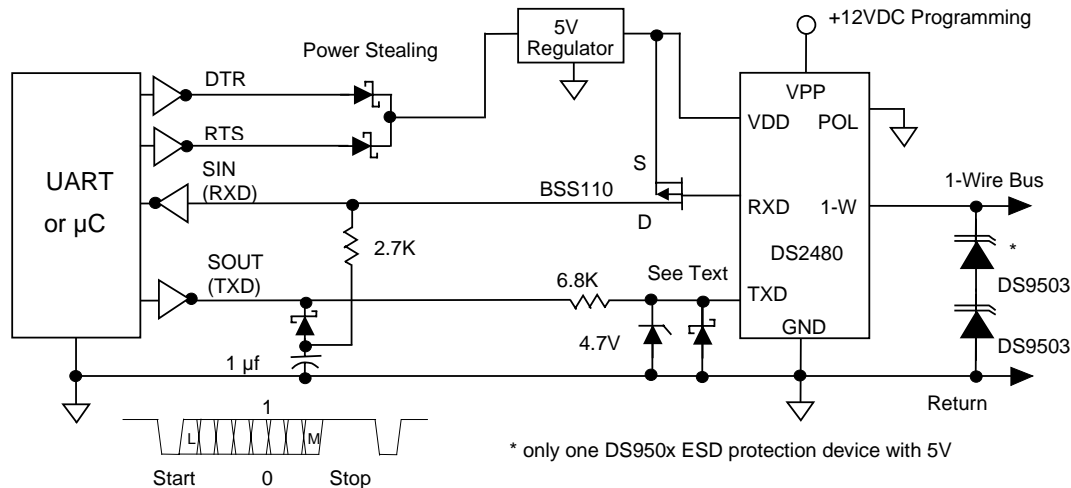 +12VDC Programming
5V
Regulator
Power Stealing
DTR
VPP
VDD
POL
RTS
S
SIN
(RXD)
UART
or µC
BSS110
1-Wire Bus
D
RXD
1-W
*
2.7K
DS2480
SOUT
(TXD)
6.8K
See Text
TXD
DS9503
GND
4.7V
DS9503
1 µf
Return
1
L
M
* only one DS950x ESD protection device with 5V
Start
0
Stop